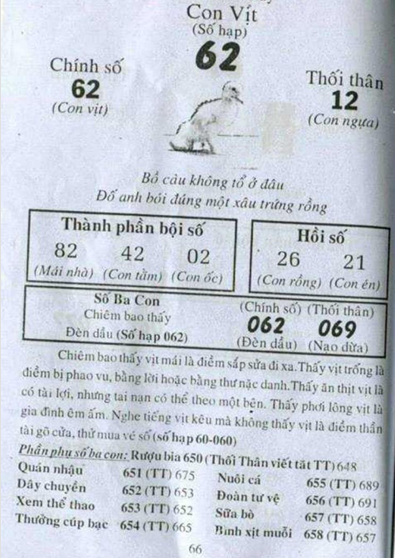 Con Vịt
(Số hạp)
62
Chính số
62
(Con vịt)
Thối thân
12
(Con ngựa)
Bồ càu không tổ ở đâu
Đố anh bói đúng một xâu trứng rồng
Thành phần bội số
82 42 02
(Mái nhà) (Con tằm) (Con ốc)
Hồi số
26 21
(Con rồng) (Con én)
Số Ba Con
Chiêm bao thấy
Đèn dầu (Số hạp 062)
(Chính số) (Thối thân)
062 069
(Đèn dầu) (Nạo dừa)
Chiêm bao thấy vịt mái là điềm sắp sửa đi xa. Thấy vịt trống là
điềm bị phao vu, bằng lời hoặc bằng thư nặc danh. Thấy ăn thịt vịt là
có tài lợi, nhưng tai nạn có thể theo một bên. Thấy phơi lông vịt là
gia đình êm ấm. Nghe tiếng vịt kêu mà không thấy vịt là điềm thần
tài gõ cửa, thử mua vé số (số hạp 60-060)
Phần phụ số ba con: Rượu bia 650 (Thối Thân viết tắt TT) 648
Quán nhậu 651 (TT) 675 Nuôi cá 655 (TT) 689
Dây chuyền 652 (TT) 653 Đoàn tư vệ 656 (TT) 691
Xem thể thao 653 (TT) 652 Sữa bò 657 (TT) 658
Thưởng cúp bạc 654 (TT) 665 Bình xịt muỗi 658 (TT) 657
66